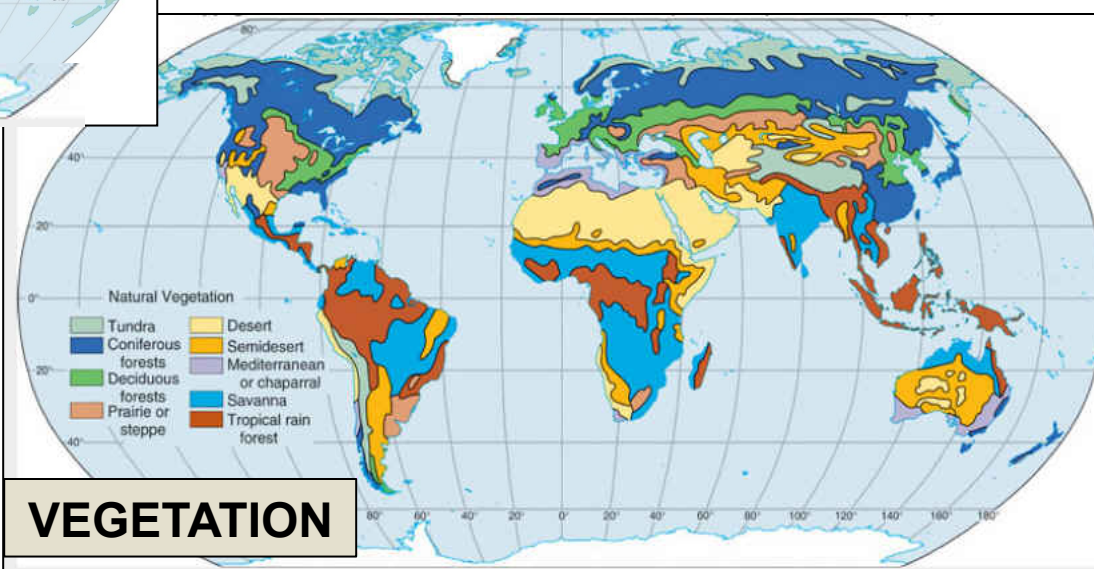 80°
40°
20°
0°
20°
40°
Natural Vegetation
Tundra
Coniferous
forests
Deciduous
forests
Prairie or
steppe
Desert
Semidesert
Mediterranean
or chaparral
Savanna
Tropical rain
forest
80° 60° 40° 20° 0° 20° 40° 60° 80° 100° 120° 140° 160° 180°
VEGETATION